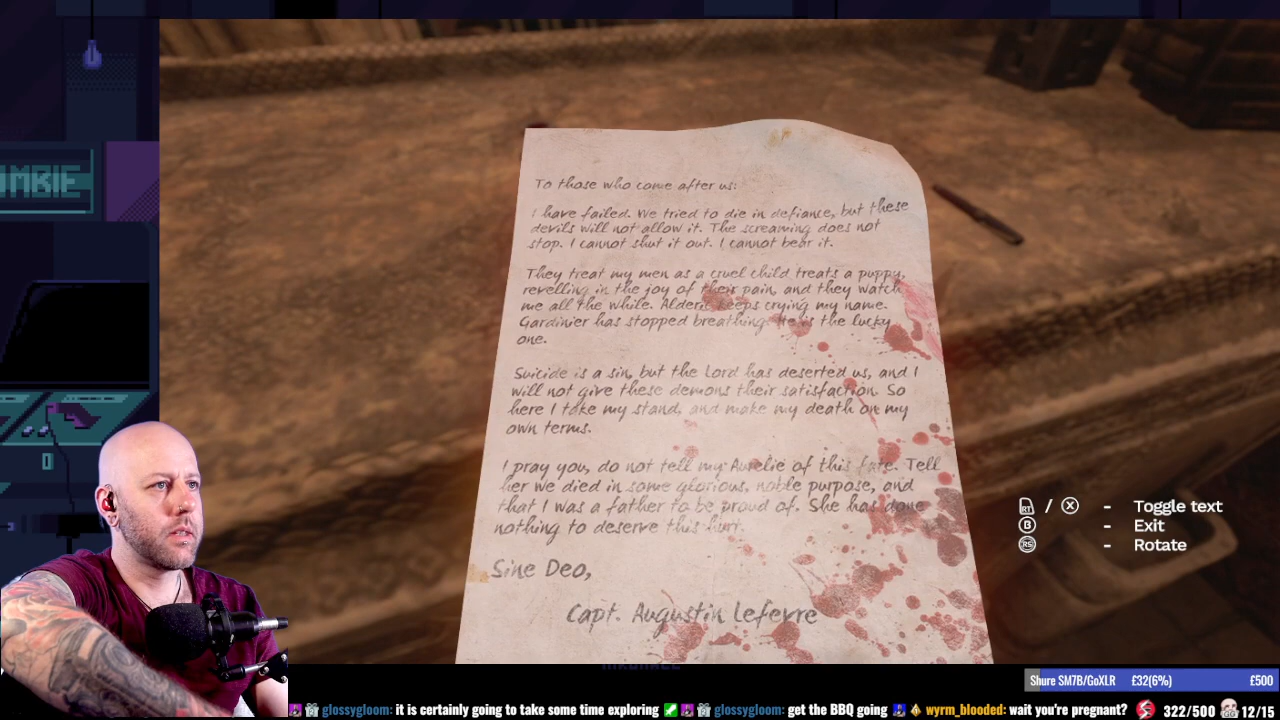 MBIE
To those who come after us:
I have failed. We tried to die in defiance, but these
devils will not allow it. The screaming does not
stop. I cannot shut it out. I cannot bear it.
They treat my men as a cruel child treats a puppy,
revelling in the joy of their pain, and they watch
me all the while. Alderic keeps crying my name.
Gardinier has stopped breathing. He is the lucky
one.
Suicide is a sin, but the Lord has deserted us, and I
will not give these demons their satisfaction. So
here I take my stand, and make my death on my
own terms.
I pray you, do not tell my Aurelie of this fate. Tell
her we died in some glorious, noble purpose, and
that I was a father to be proud of. She has done
nothing to deserve this hurt.
Sine Deo,
Capt. Augustin Lefevre
RT / X - Toggle text
B - Exit
RS - Rotate
Shure SM7B/GoXLR £32(6%) £500
glossygloom: it is certainly going to take some time exploring glossygloom: get the BBQ going wyrm_blooded: wait you're pregnant? 322/500 12/15